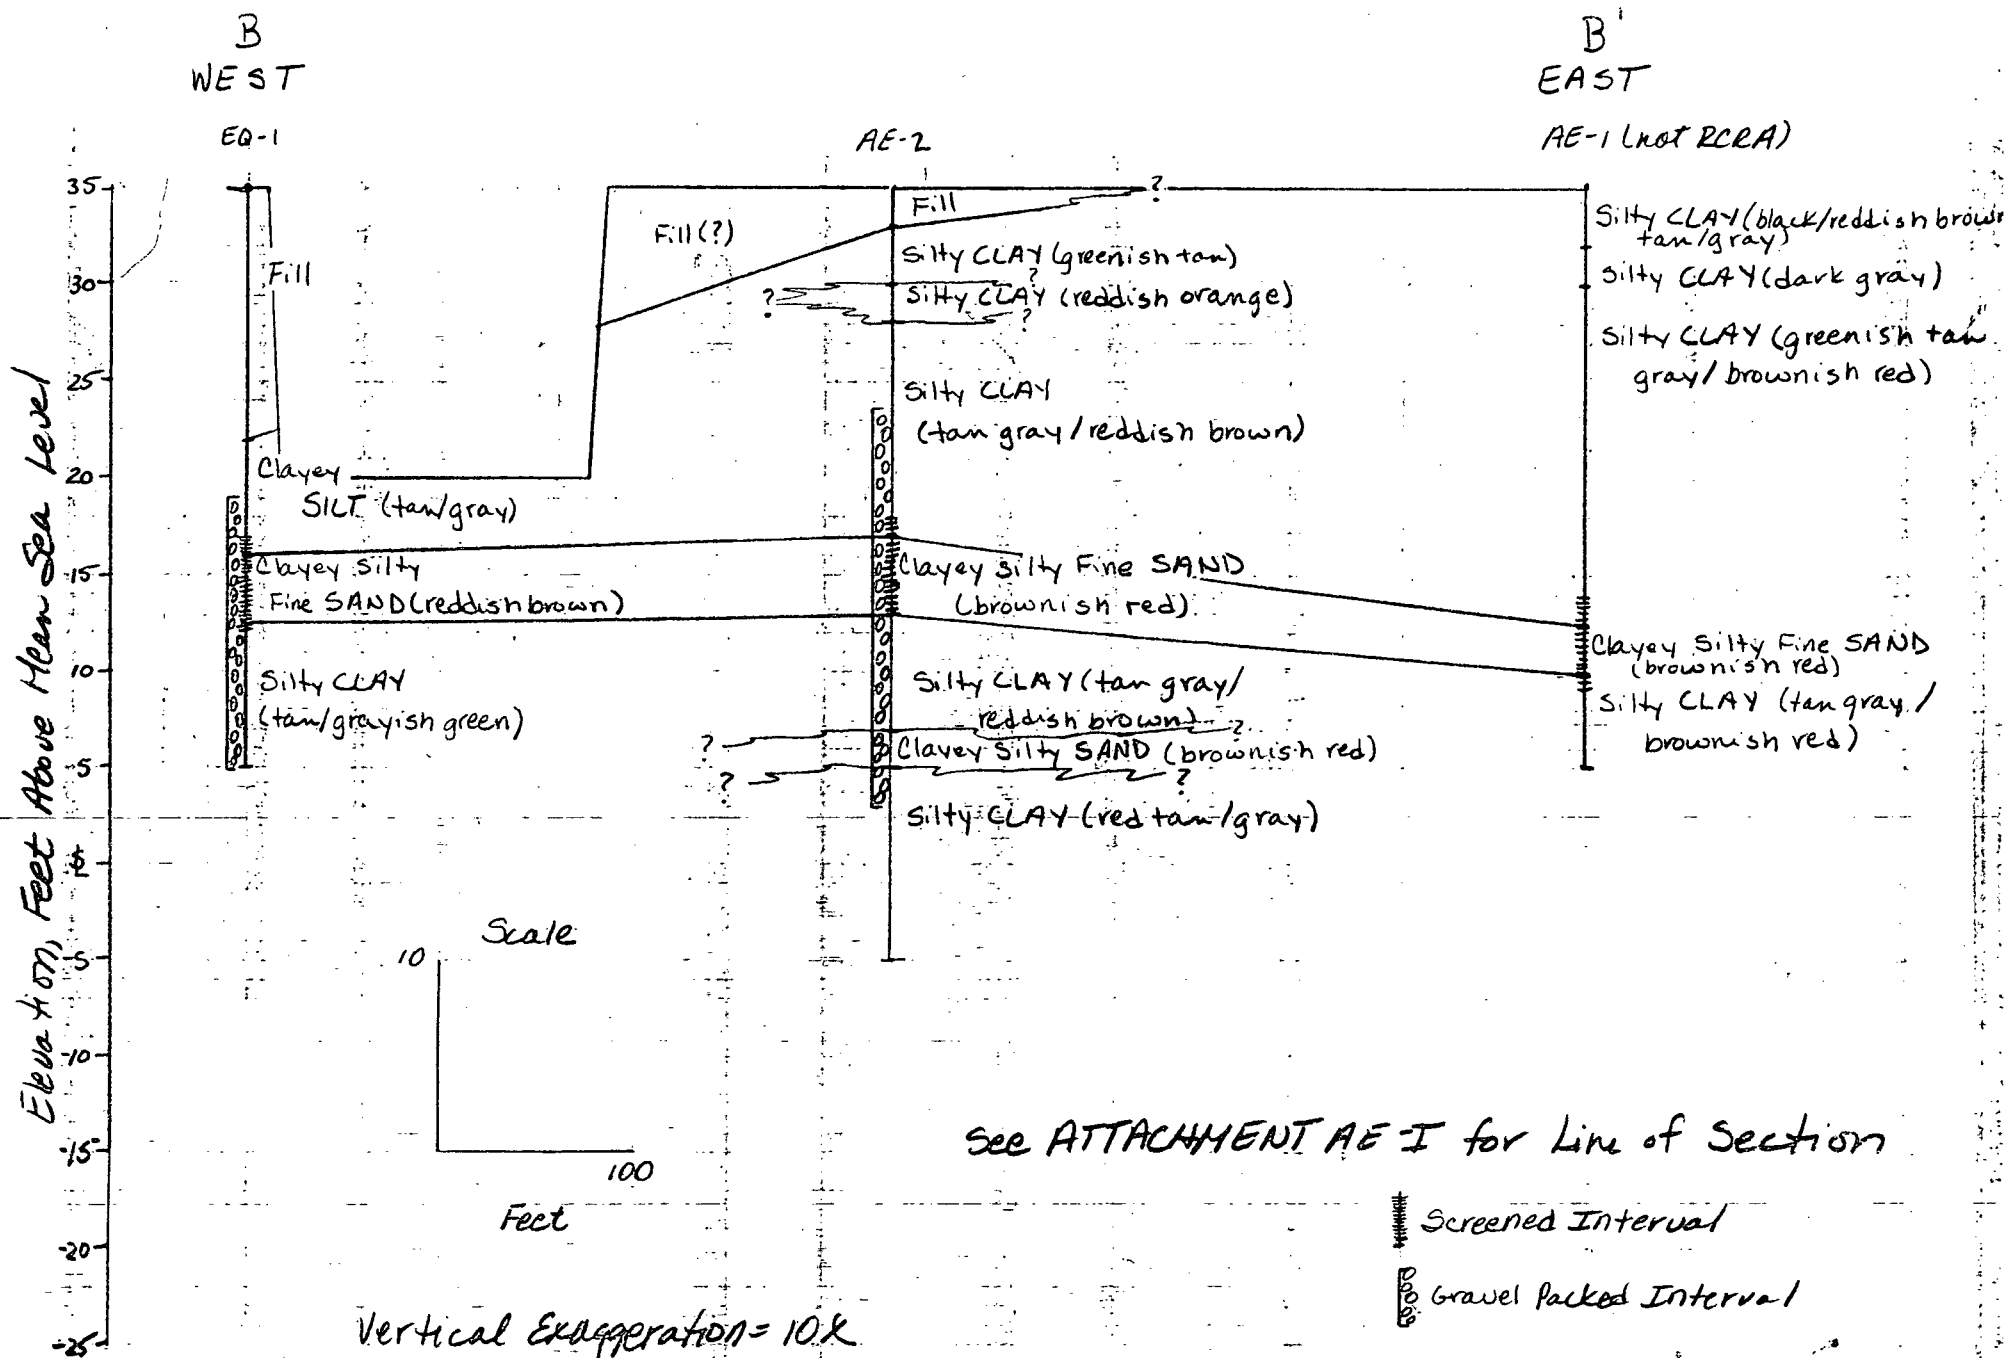 B
WEST
B'
EAST
EQ-1
AE-2
AE-1 (not RCRA)
Elevation, Feet Above Mean Sea Level
35
30
25
20
15
10
5
-5
-10
-15
-20
-25
Fill
Clayey
SILT (tan/gray)
Clayey Silty
Fine SAND (reddish brown)
Silty CLAY
(tan/grayish green)
Fill (?)
Fill
?
Silty CLAY (greenish tan)
?
?
Silty CLAY (reddish orange)
?
Silty CLAY
(tan gray/reddish brown)
Clayey Silty Fine SAND
(brownish red)
Silty CLAY (tan gray/
reddish brown)
?
?
Clayey Silty SAND (brownish red)
?
?
Silty CLAY (red tan/gray)
Silty CLAY (black/reddish brown
tan/gray)
Silty CLAY (dark gray)
Silty CLAY (greenish tan
gray/brownish red)
Clayey Silty Fine SAND
(brownish red)
Silty CLAY (tan gray/
brownish red)
Scale
10
100
Feet
See ATTACHMENT AE-I for Line of Section
Screened Interval
Gravel Packed Interval
Vertical Exaggeration = 10X